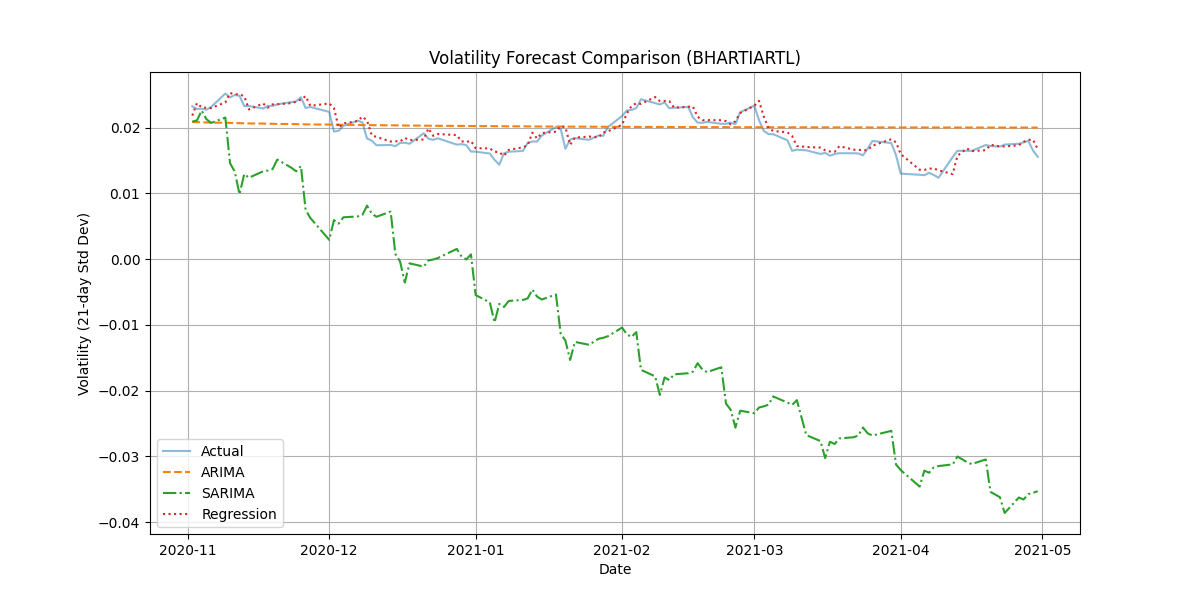 Volatility Forecast Comparison (BHARTIARTL)
Volatility (21-day Std Dev)
0.02
0.01
0.00
−0.01
−0.02
−0.03
−0.04
Actual
ARIMA
SARIMA
Regression
2020-11 2020-12 2021-01 2021-02 2021-03 2021-04 2021-05
Date